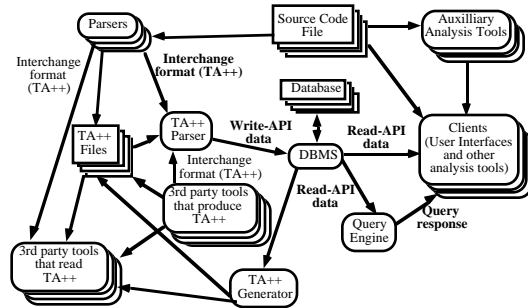 Parsers
Source Code
File
Auxilliary
Analysis Tools
Interchange
format (TA++)
Interchange
format (TA++)
Database
TA++
Parser
Write-API
data
Read-API
data
Clients
(User Interfaces
and other
analysis tools)
TA++
Files
DBMS
Interchange
format (TA++)
Read-API
data
3rd party tools
that produce
TA++
Query
Engine
Query
response
3rd party tools
that read
TA++
TA++
Generator